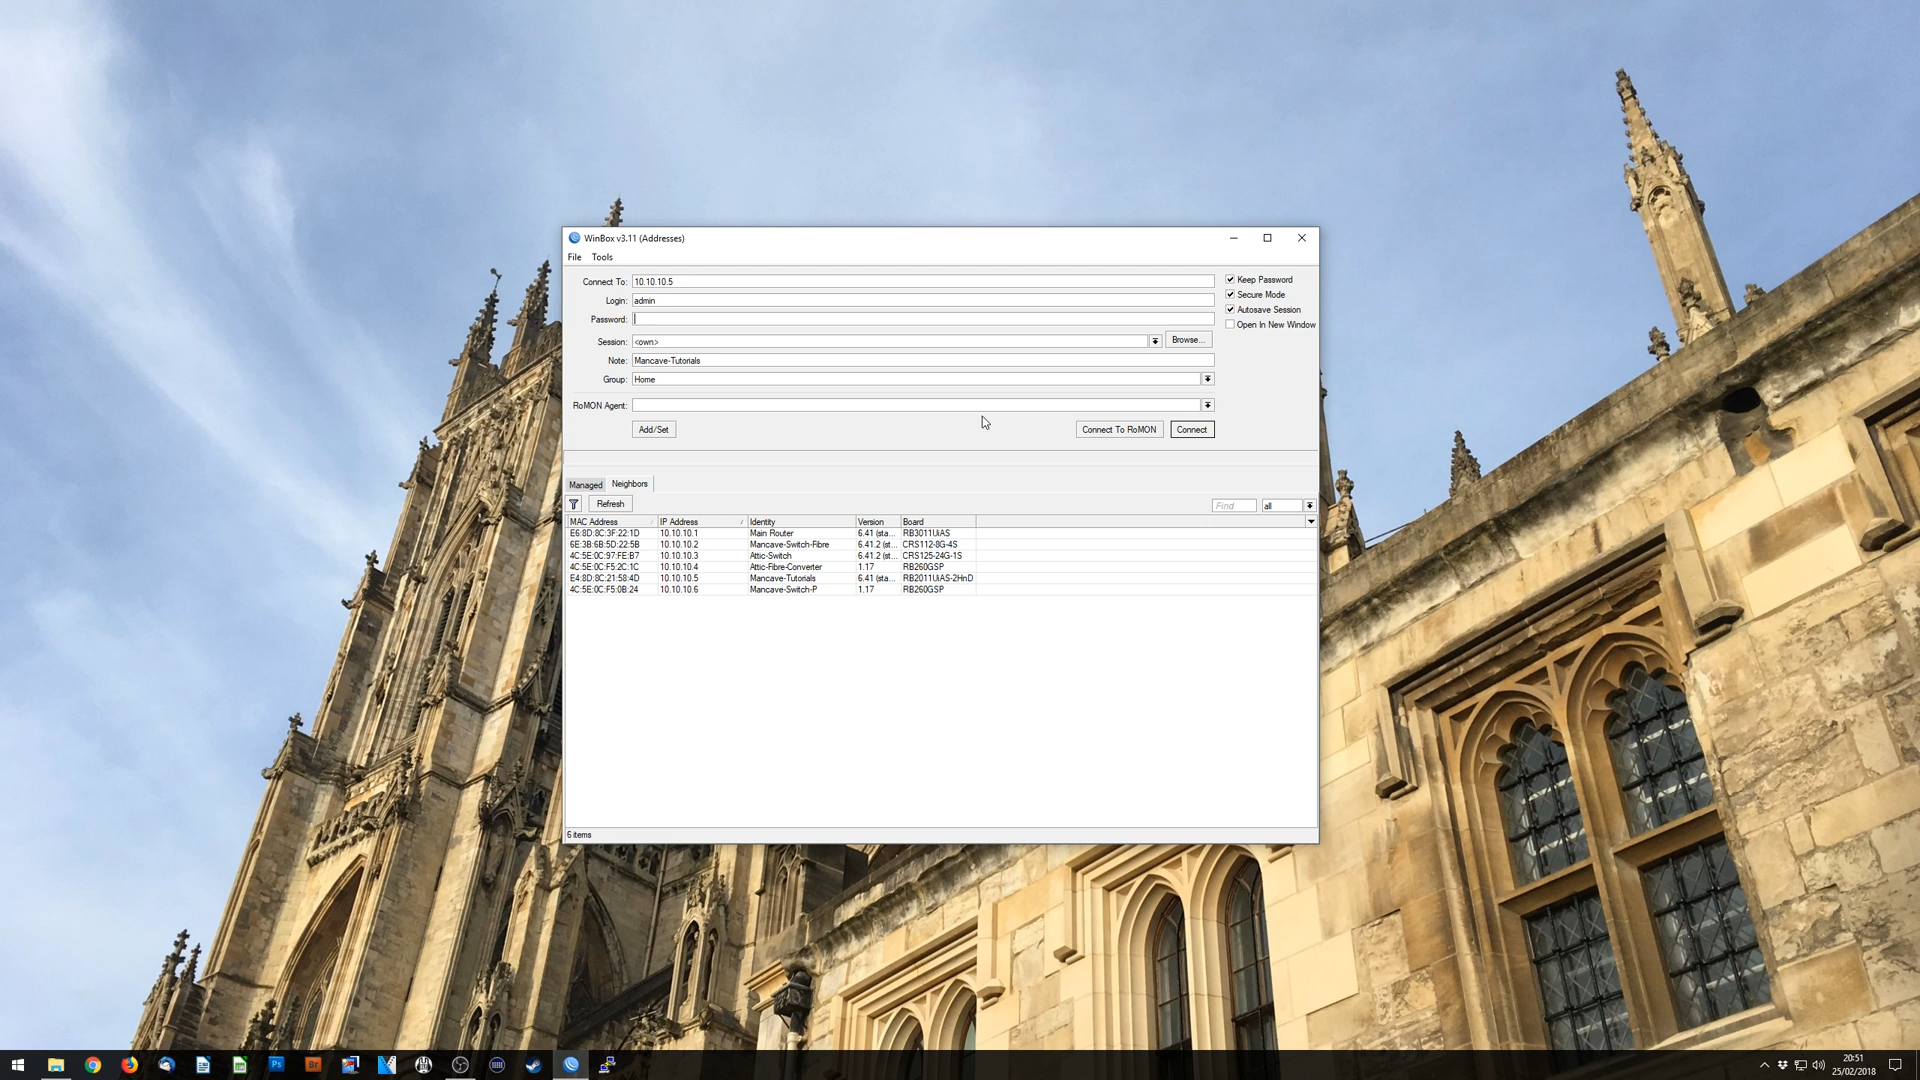 WinBox v3.11 (Addresses)
File Tools
Connect To: 10.10.10.5
Keep Password
Secure Mode
Login: admin
Autosave Session
Password:
Open In New Window
Session: <own> Browse...
Note: Mancave-Tutorials
Group: Home
RoMON Agent:
Add/Set Connect To RoMON Connect
Managed Neighbors
Refresh Find all
MAC Address IP Address Identity Version Board
E6:8D:8C:3F:22:1D 10.10.10.1 Main Router 6.41 (sta... RB3011UiAS
6E:3B:6B:5D:22:5B 10.10.10.2 Mancave-Switch-Fibre 6.41.2 (st... CRS112-8G-4S
4C:5E:0C:97:FE:B7 10.10.10.3 Attic-Switch 6.41.2 (st... CRS125-24G-1S
4C:5E:0C:F5:2C:1C 10.10.10.4 Attic-Fibre-Converter 1.17 RB260GSP
E4:8D:8C:21:58:4D 10.10.10.5 Mancave-Tutorials 6.41 (sta... RB2011UiAS-2HnD
4C:5E:0C:F5:0B:24 10.10.10.6 Mancave-Switch-P 1.17 RB260GSP
6 items
Ps
Br
20:51
25/02/2018